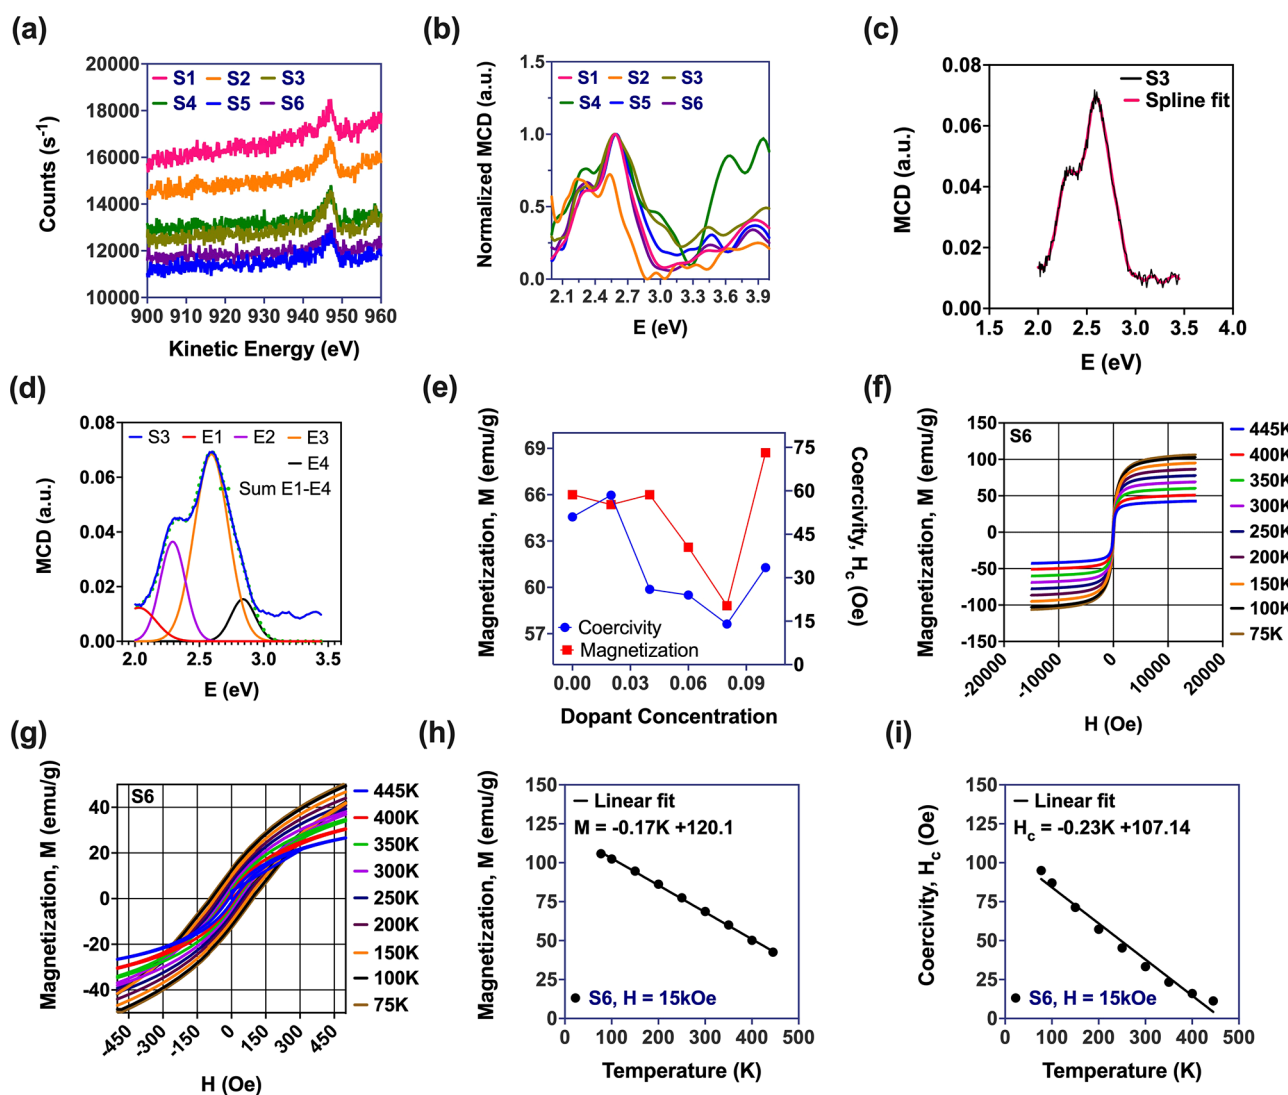 (a)
20000
18000
16000
14000
12000
10000
Counts (s⁻¹)
S1 S2 S3
S4 S5 S6
900 910 920 930 940 950 960
Kinetic Energy (eV)
(b)
1.5
1.0
0.5
0.0
Normalized MCD (a.u.)
S1 S2 S3
S4 S5 S6
2.1 2.4 2.7 3.0 3.3 3.6 3.9
E (eV)
(c)
0.08
0.06
0.04
0.02
0.00
MCD (a.u.)
S3
Spline fit
1.5 2.0 2.5 3.0 3.5 4.0
E (eV)
(d)
0.08
0.06
0.04
0.02
0.00
MCD (a.u.)
S3 E1 E2 E3
E4
Sum E1-E4
2.0 2.5 3.0 3.5
E (eV)
(e)
69
66
63
60
57
Magnetization, M (emu/g)
75
60
45
30
15
0
Coercivity, H_c (Oe)
Coercivity
Magnetization
0.00 0.03 0.06 0.09
Dopant Concentration
(f)
150
100
50
0
-50
-100
-150
Magnetization, M (emu/g)
S6
445K
400K
350K
300K
250K
200K
150K
100K
75K
-20000 -10000 0 10000 20000
H (Oe)
(g)
40
20
0
-20
-40
Magnetization, M (emu/g)
S6
445K
400K
350K
300K
250K
200K
150K
100K
75K
-450 -300 -150 0 150 300 450
H (Oe)
(h)
150
125
100
75
50
25
0
Magnetization, M (emu/g)
Linear fit
M = -0.17K +120.1
S6, H = 15kOe
0 100 200 300 400 500
Temperature (K)
(i)
150
125
100
75
50
25
0
Coercivity, H_c (Oe)
Linear fit
H_c = -0.23K +107.14
S6, H = 15kOe
0 100 200 300 400 500
Temperature (K)